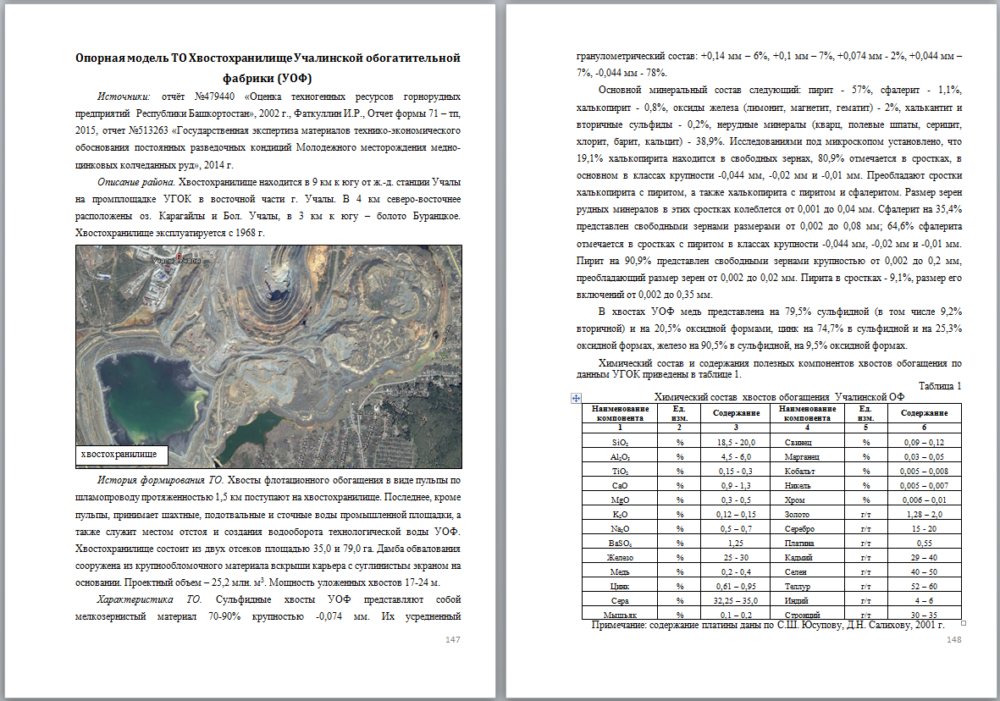 Опорная модель ТО Хвостохранилище Учалинской обогатительной
фабрики (УОФ)
Источники: отчёт №479440 «Оценка техногенных ресурсов горнорудных
предприятий Республики Башкортостан», 2002 г., Фаткуллин И.Р., Отчет формы 71 – тп,
2015, отчет №513263 «Государственная экспертиза материалов технико-экономического
обоснования постоянных разведочных кондиций Молодежного месторождения медно-
цинковых колчеданных руд», 2014 г.
Описание района. Хвостохранилище находится в 9 км к югу от ж.-д. станции Учалы
на промплощадке УГОК в восточной части г. Учалы. В 4 км северо-восточнее
расположены оз. Карагайлы и Бол. Учалы, в 3 км к югу – болото Буранцкое.
Хвостохранилище эксплуатируется с 1968 г.
Учалы Учалы
хвостохранилище
История формирования ТО. Хвосты флотационного обогащения в виде пульпы по
шламопроводу протяженностью 1,5 км поступают на хвостохранилище. Последнее, кроме
пульпы, принимает шахтные, подотвальные и сточные воды промышленной площадки, а
также служит местом отстоя и создания водооборота технологической воды УОФ.
Хвостохранилище состоит из двух отсеков площадью 35,0 и 79,0 га. Дамба обвалования
сооружена из крупнообломочного материала вскрыши карьера с суглинистым экраном на
основании. Проектный объем – 25,2 млн. м³. Мощность уложенных хвостов 17-24 м.
Характеристика ТО. Сульфидные хвосты УОФ представляют собой
мелкозернистый материал 70-90% крупностью -0,074 мм. Их усредненный
147
гранулометрический состав: +0,14 мм – 6%, +0,1 мм – 7%, +0,074 мм - 2%, +0,044 мм –
7%, -0,044 мм - 78%.
Основной минеральный состав следующий: пирит - 57%, сфалерит - 1,1%,
халькопирит - 0,8%, оксиды железа (лимонит, магнетит, гематит) - 2%, халькантит и
вторичные сульфиды - 0,2%, нерудные минералы (кварц, полевые шпаты, серицит,
хлорит, барит, кальцит) - 38,9%. Исследованиями под микроскопом установлено, что
19,1% халькопирита находится в свободных зернах, 80,9% отмечается в сростках, в
основном в классах крупности -0,044 мм, -0,02 мм и -0,01 мм. Преобладают сростки
халькопирита с пиритом, а также халькопирита с пиритом и сфалеритом. Размер зерен
рудных минералов в этих сростках колеблется от 0,001 до 0,04 мм. Сфалерит на 35,4%
представлен свободными зернами размерами от 0,002 до 0,08 мм; 64,6% сфалерита
отмечается в сростках с пиритом в классах крупности -0,044 мм, -0,02 мм и -0,01 мм.
Пирит на 90,9% представлен свободными зернами крупностью от 0,002 до 0,2 мм,
преобладающий размер зерен от 0,002 до 0,02 мм. Пирита в сростках - 9,1%, размер его
включений от 0,002 до 0,35 мм.
В хвостах УОФ медь представлена на 79,5% сульфидной (в том числе 9,2%
вторичной) и на 20,5% оксидной формами, цинк на 74,7% в сульфидной и на 25,3%
оксидной формах, железо на 90,5% в сульфидной, на 9,5% оксидной формах.
Химический состав и содержания полезных компонентов хвостов обогащения по
данным УГОК приведены в таблице 1.
Таблица 1
Химический состав хвостов обогащения Учалинской ОФ
Наименование компонента Ед. изм. Содержание Наименование компонента Ед. изм. Содержание
1 2 3 4 5 6
SiO₂ % 18,5 - 20,0 Свинец % 0,09 – 0,12
Al₂O₃ % 4,5 - 6,0 Марганец % 0,03 – 0,05
TiO₂ % 0,15 - 0,3 Кобальт % 0,005 – 0,008
CaO % 0,9 - 1,3 Никель % 0,005 – 0,007
MgO % 0,3 - 0,5 Хром % 0,006 – 0,01
K₂O % 0,12 – 0,15 Золото г/т 1,28 – 2,0
Na₂O % 0,5 – 0,7 Серебро г/т 15 - 20
BaSO₄ % 1,25 Платина г/т 0,55
Железо % 25 - 30 Кадмий г/т 29 – 40
Медь % 0,2 - 0,4 Селен г/т 40 – 50
Цинк % 0,61 – 0,95 Теллур г/т 52 – 60
Сера % 32,25 – 35,0 Индий г/т 4 – 6
Мышьяк % 0,1 – 0,2 Стронций г/т 30 – 35
Примечание: содержание платины даны по С.Ш. Юсупову, Д.Н. Салихову, 2001 г.
148